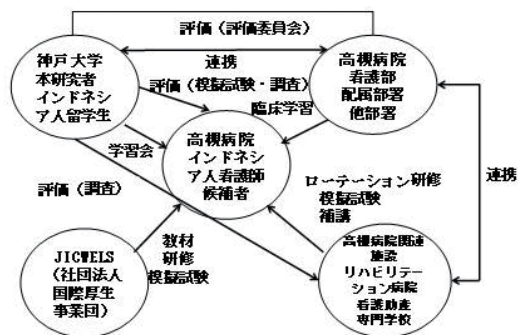 評価（評価委員会）
神戸大学
本研究者
インドネシ
ア人留学生
連携
評価（模擬試験・調査）
高槻病院
看護部
配属部署
他部署
臨床学習
学習会
高槻病院
インドネシ
ア人看護師
候補者
評価（調査）
ローテーション研修
模擬試験
補講
連携
JICWELS
（社団法人
国際厚生
事業団）
教材
研修
模擬試験
高槻病院関連
施設
リハビリテー
ション病院
看護助産
専門学校